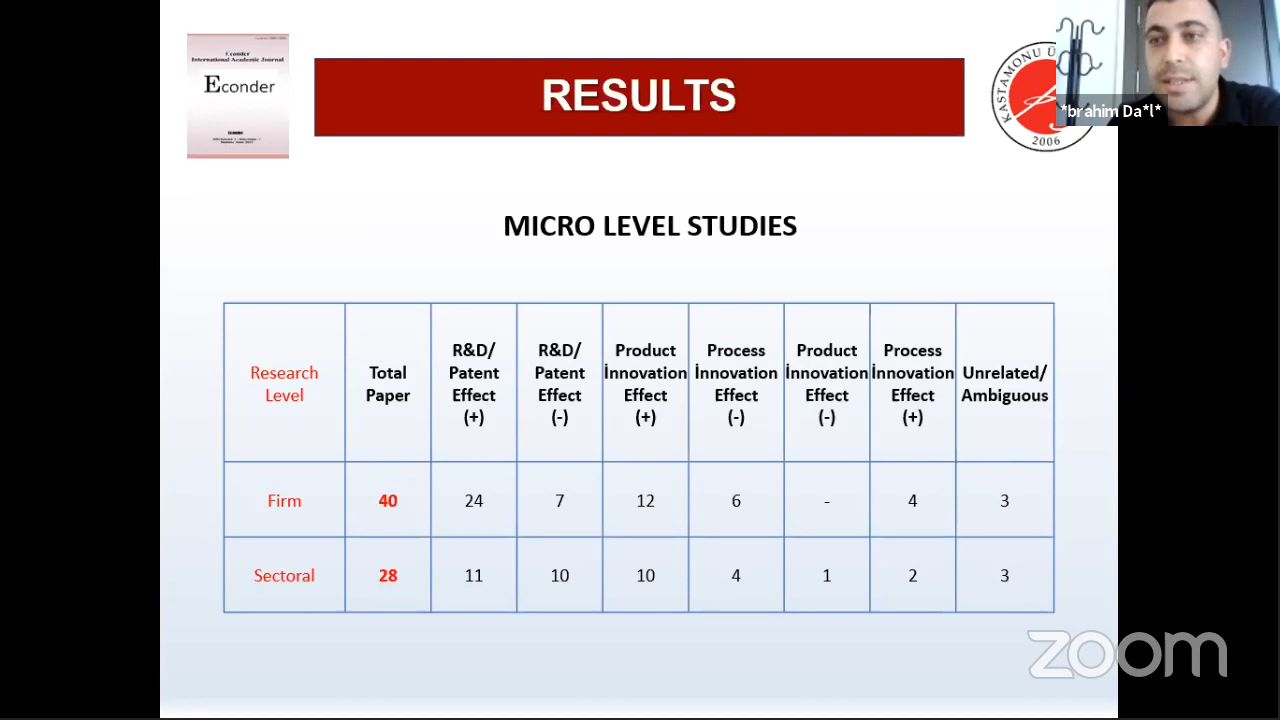 Econder
International Academic Journal
Econder
Econder
RESULTS
KASTAMONU Ü
2006
*brahim Da*l*
MICRO LEVEL STUDIES
Research
Level
Total
Paper
R&D/
Patent
Effect
(+)
R&D/
Patent
Effect
(-)
Product
İnnovation
Effect
(+)
Process
İnnovation
Effect
(-)
Product
İnnovation
Effect
(-)
Process
İnnovation
Effect
(+)
Unrelated/
Ambiguous
Firm 40 24 7 12 6 - 4 3
Sectoral 28 11 10 10 4 1 2 3
zoom